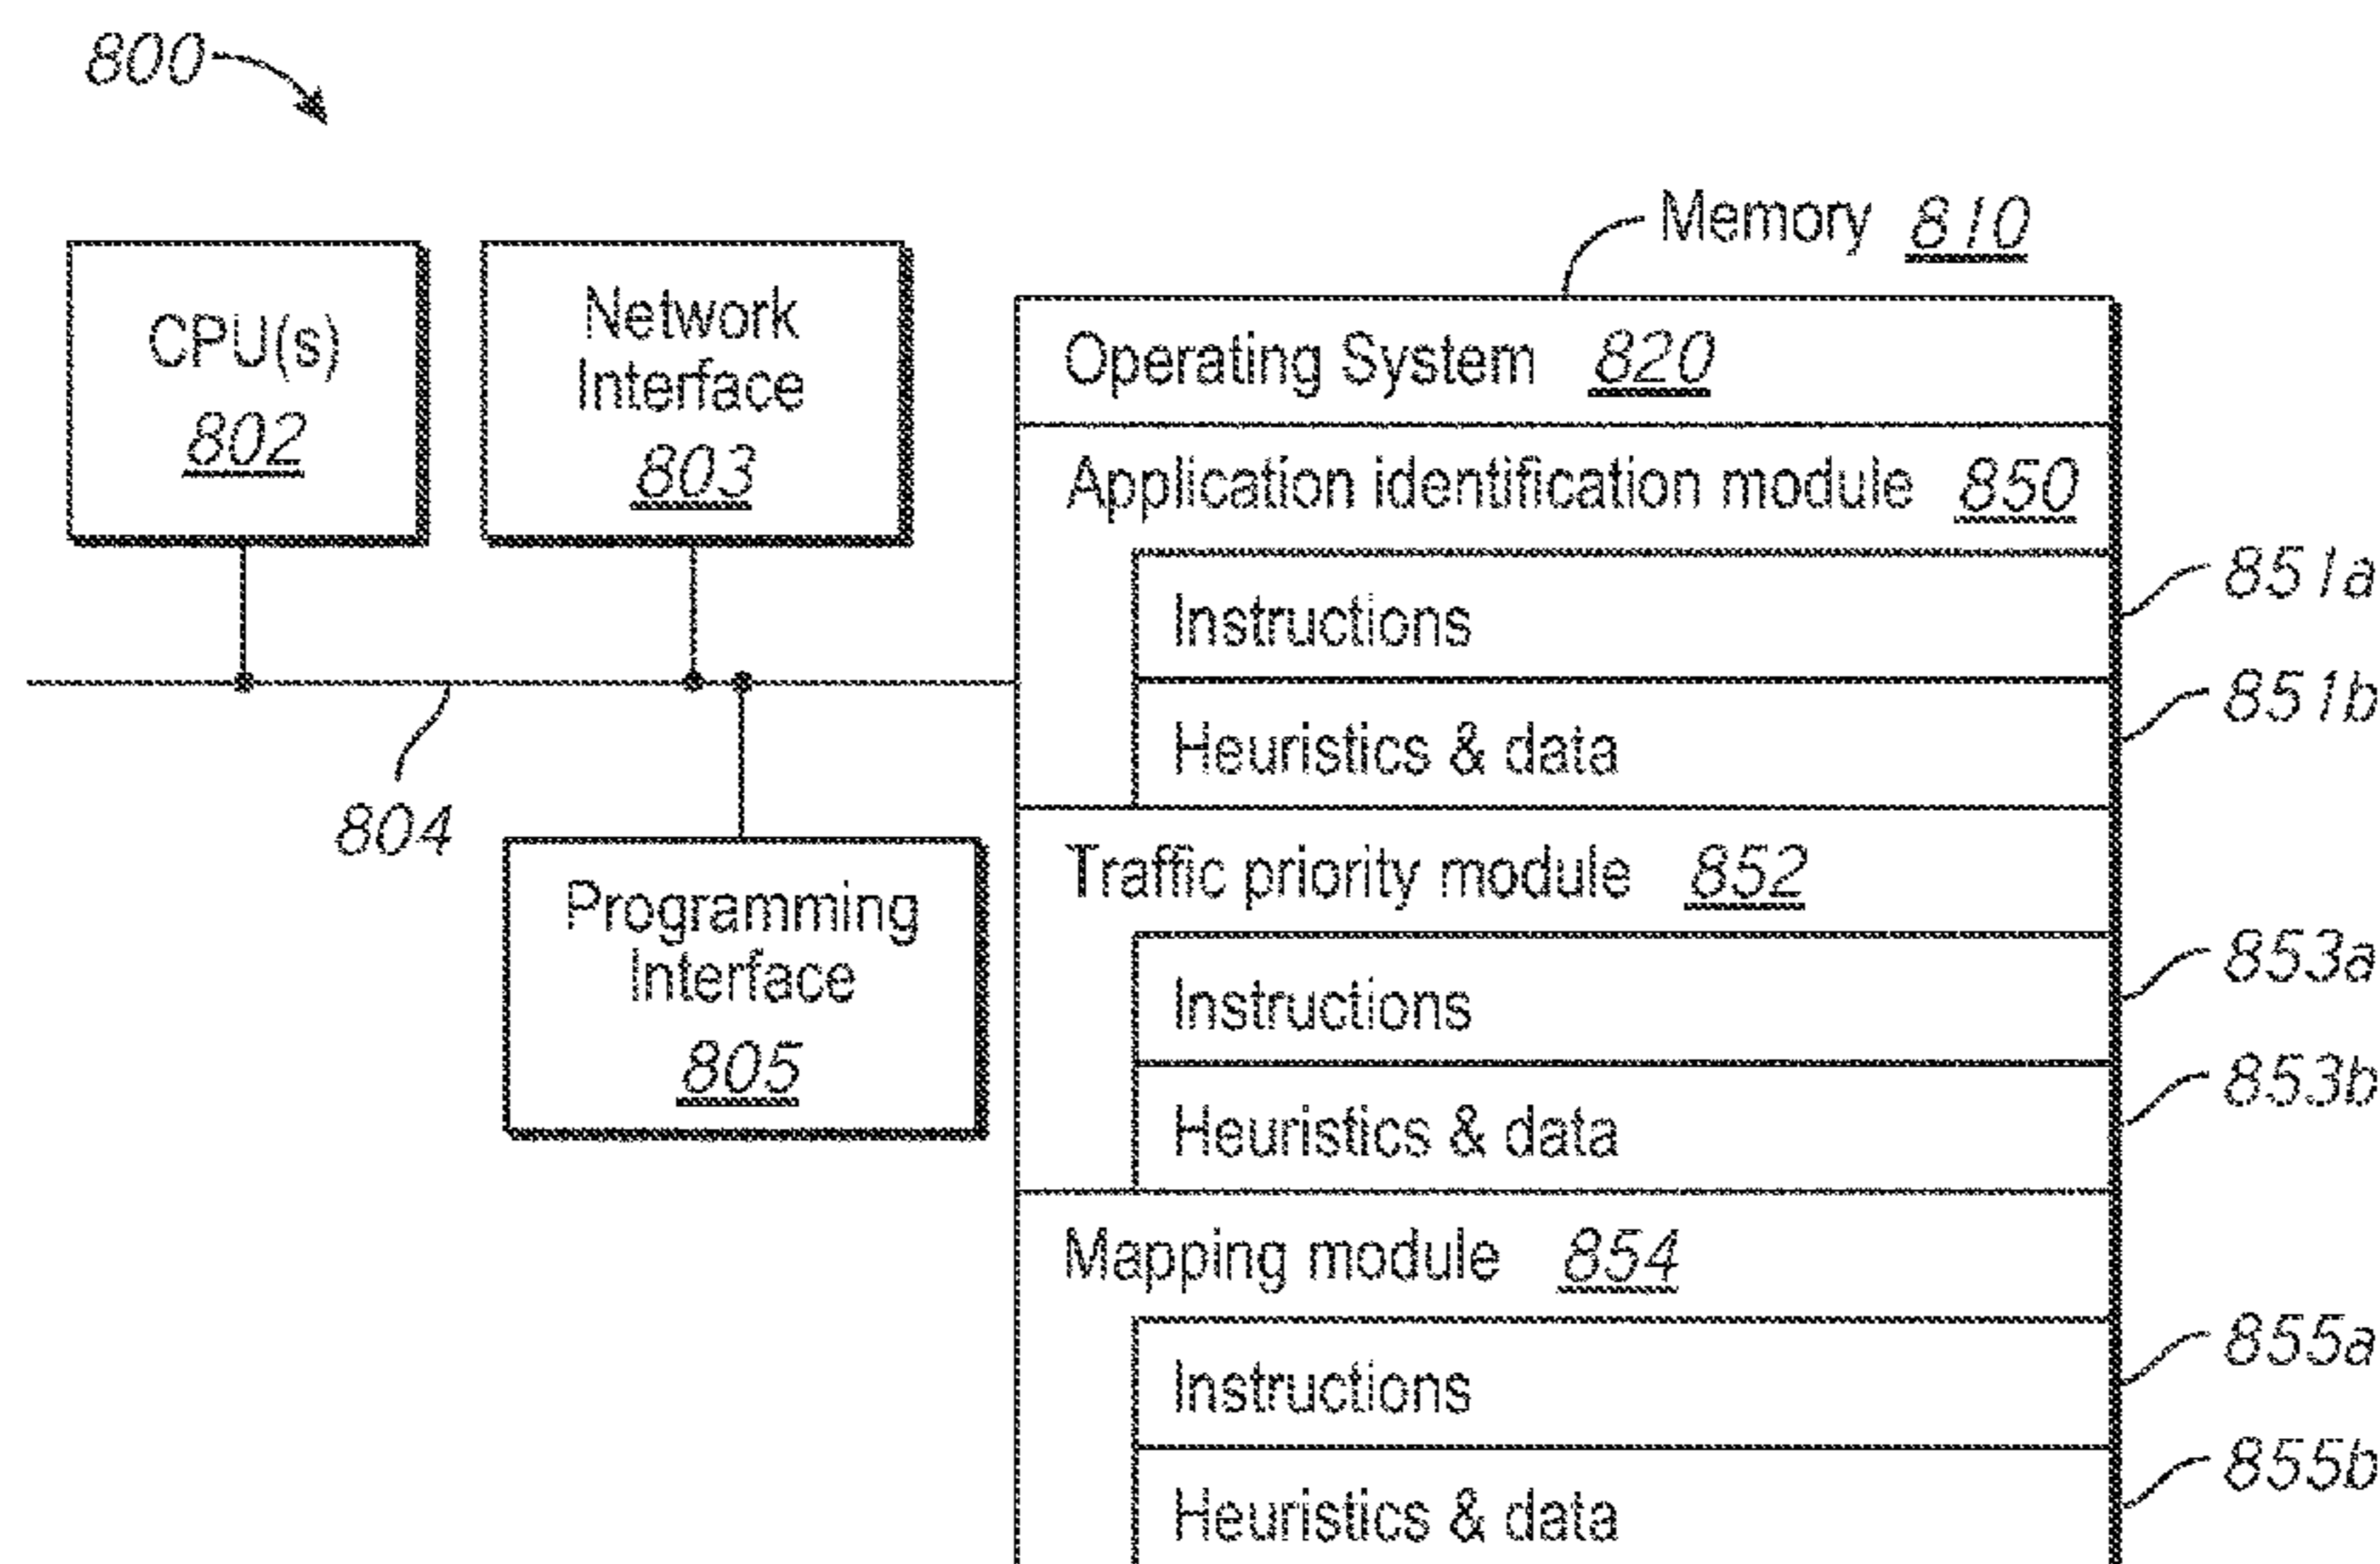 800
Memory 810
CPU(s)
802
Network
Interface
803
804
Programming
Interface
805
Operating System 820
Application identification module 850
Instructions
851a
Heuristics & data
851b
Traffic priority module 852
Instructions
853a
Heuristics & data
853b
Mapping module 854
Instructions
855a
Heuristics & data
855b